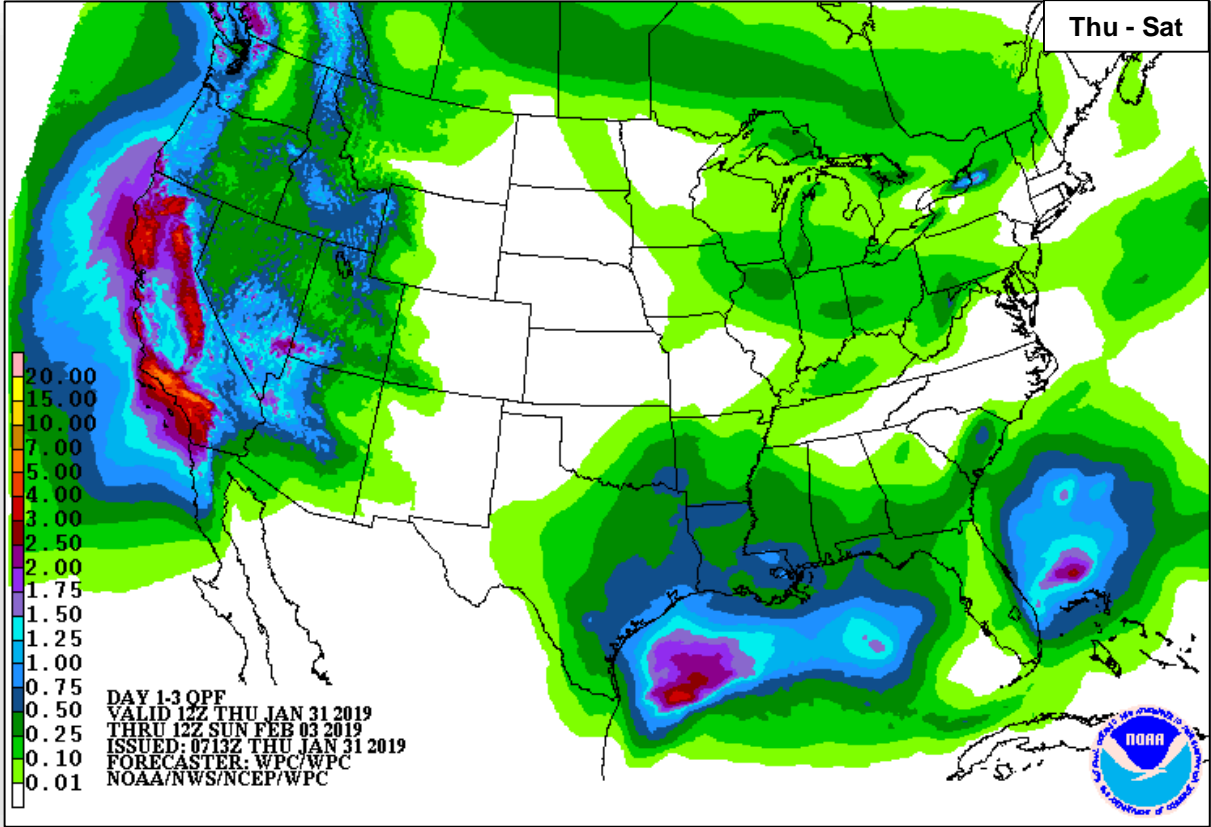 Thu - Sat
20.00
15.00
10.00
7.00
5.00
4.00
3.00
2.50
2.00
1.75
1.50
1.25
1.00
0.75
0.50
0.25
0.10
0.01
DAY 1-3 QPF
VALID 12Z THU JAN 31 2019
THRU 12Z SUN FEB 03 2019
ISSUED: 0713Z THU JAN 31 2019
FORECASTER: WPC/WPC
NOAA/NWS/NCEP/WPC
NOAA